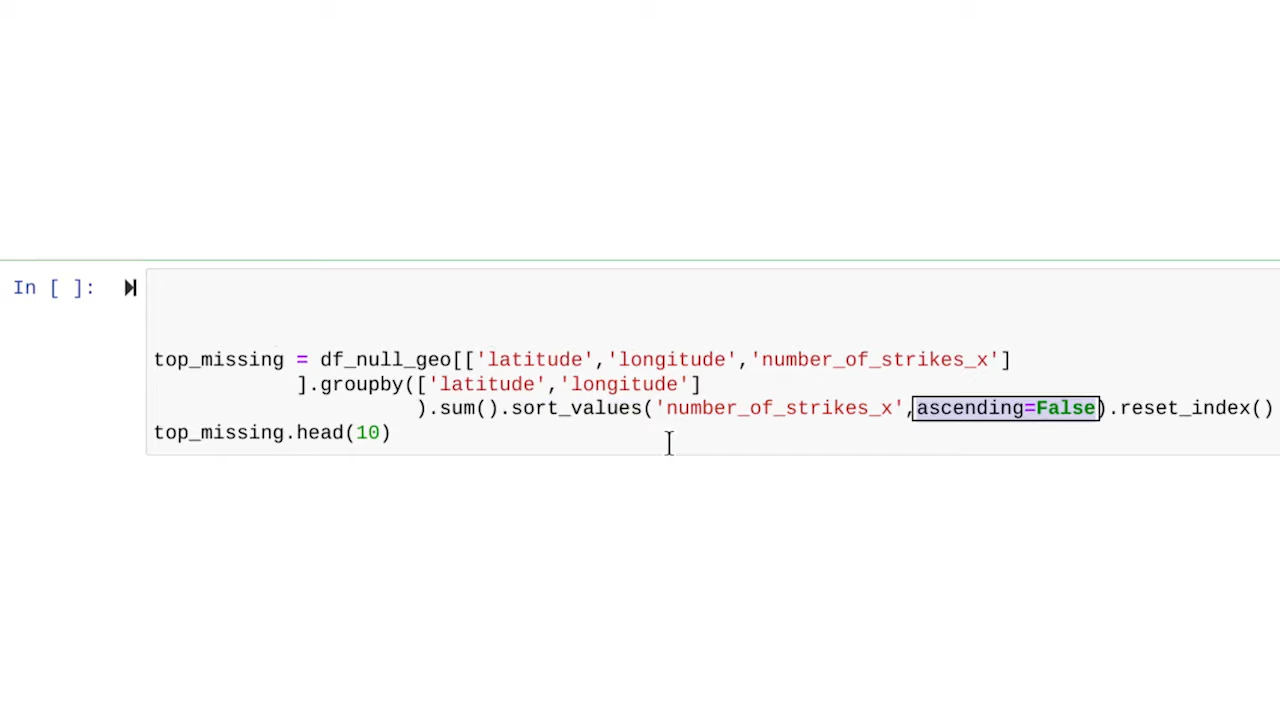 In [ ]:
top_missing = df_null_geo[['latitude','longitude','number_of_strikes_x']
].groupby(['latitude','longitude']
).sum().sort_values('number_of_strikes_x',ascending=False).reset_index()
top_missing.head(10)